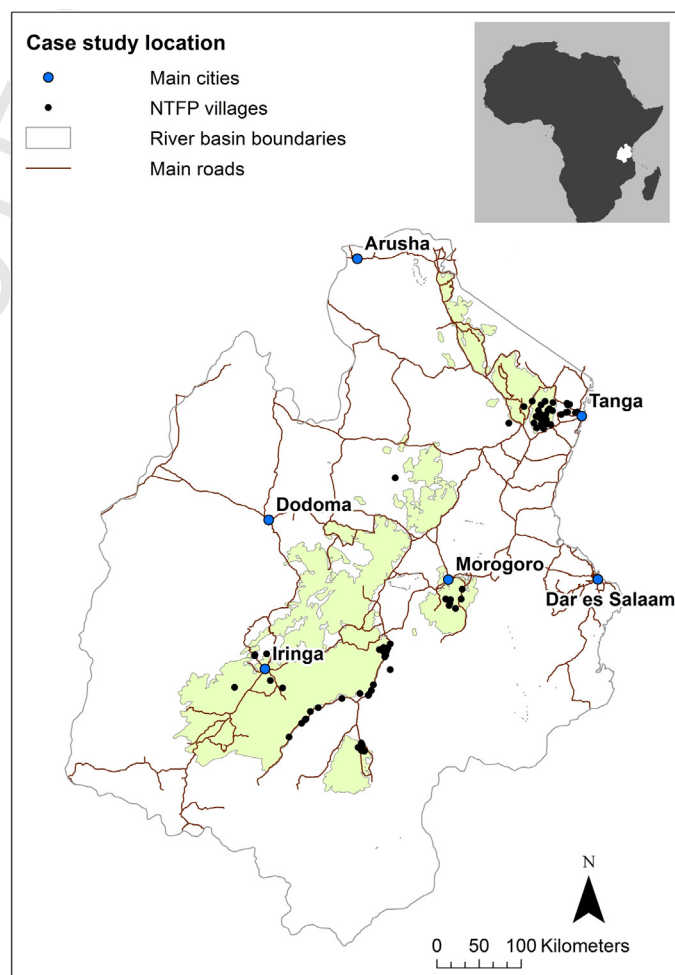 Case study location
Main cities
NTFP villages
River basin boundaries
Main roads
Arusha
Tanga
Dodoma
Morogoro
Dar es Salaam
Iringa
N
0 50 100 Kilometers